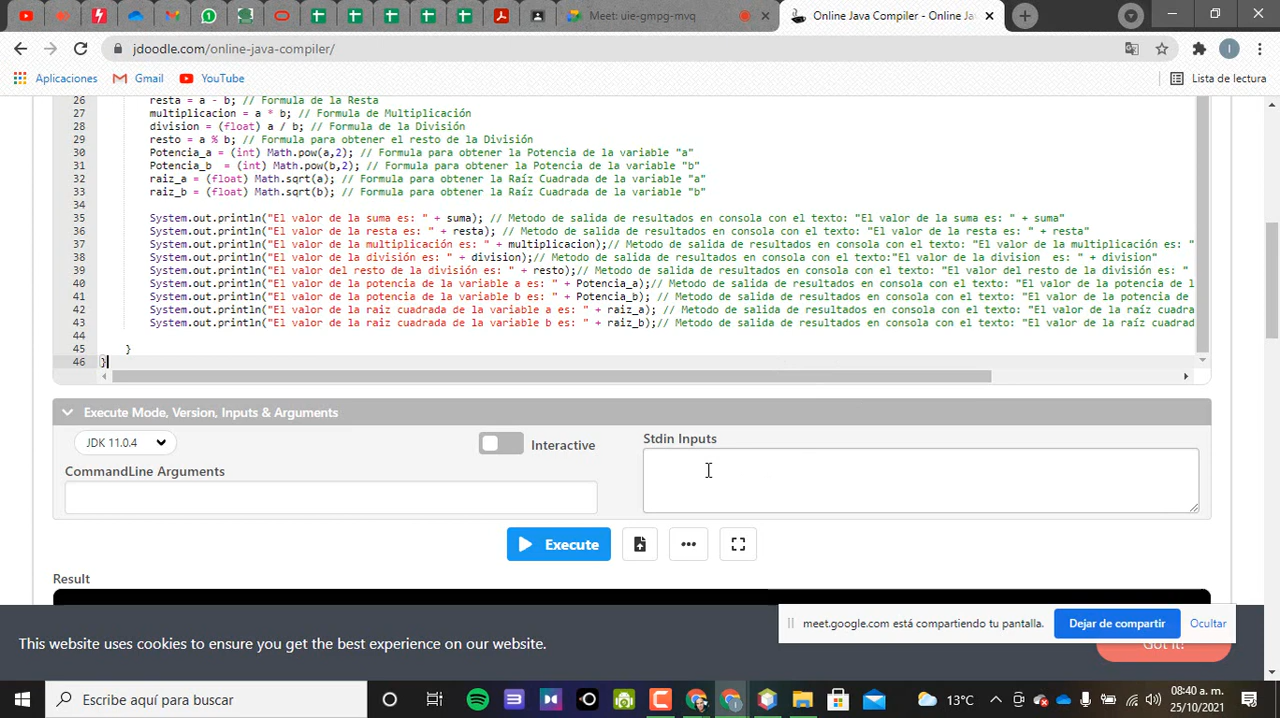 Meet: uie-gmpg-mvq
Online Java Compiler - Online Ja
jdoodle.com/online-java-compiler/
Aplicaciones
Gmail
YouTube
Lista de lectura
26 resta = a - b; // Formula de la Resta
27 multiplicacion = a * b; // Formula de Multiplicación
28 division = (float) a / b; // Formula de la División
29 resto = a % b; // Formula para obtener el resto de la División
30 Potencia_a = (int) Math.pow(a,2); // Formula para obtener la Potencia de la variable "a"
31 Potencia_b  = (int) Math.pow(b,2); // Formula para obtener la Potencia de la variable "b"
32 raiz_a = (float) Math.sqrt(a); // Formula para obtener la Raíz Cuadrada de la variable "a"
33 raiz_b = (float) Math.sqrt(b); // Formula para obtener la Raíz Cuadrada de la variable "b"
34
35 System.out.println("El valor de la suma es: " + suma); // Metodo de salida de resultados en consola con el texto: "El valor de la suma es: " + suma"
36 System.out.println("El valor de la resta es: " + resta); // Metodo de salida de resultados en consola con el texto: "El valor de la resta es: " + resta"
37 System.out.println("El valor de la multiplicación es: " + multiplicacion);// Metodo de salida de resultados en consola con el texto: "El valor de la multiplicación es: "
38 System.out.println("El valor de la división es: " + division);// Metodo de salida de resultados en consola con el texto:"El valor de la division  es: " + division"
39 System.out.println("El valor del resto de la división es: " + resto);// Metodo de salida de resultados en consola con el texto: "El valor del resto de la división es: "
40 System.out.println("El valor de la potencia de la variable a es: " + Potencia_a);// Metodo de salida de resultados en consola con el texto: "El valor de la potencia de l
41 System.out.println("El valor de la potencia de la variable b es: " + Potencia_b); // Metodo de salida de resultados en consola con el texto: "El valor de la potencia de
42 System.out.println("El valor de la raiz cuadrada de la variable a es: " + raiz_a); // Metodo de salida de resultados en consola con el texto: "El valor de la raíz cuadra
43 System.out.println("El valor de la raiz cuadrada de la variable b es: " + raiz_b);// Metodo de salida de resultados en consola con el texto: "El valor de la raíz cuadrad
44
45 }
46 }
Execute Mode, Version, Inputs & Arguments
JDK 11.0.4
Interactive
Stdin Inputs
CommandLine Arguments
Execute
Result
meet.google.com está compartiendo tu pantalla.
Dejar de compartir
Ocultar
This website uses cookies to ensure you get the best experience on our website.
Got it!
Escribe aquí para buscar
13°C
08:40 a. m.
25/10/2021